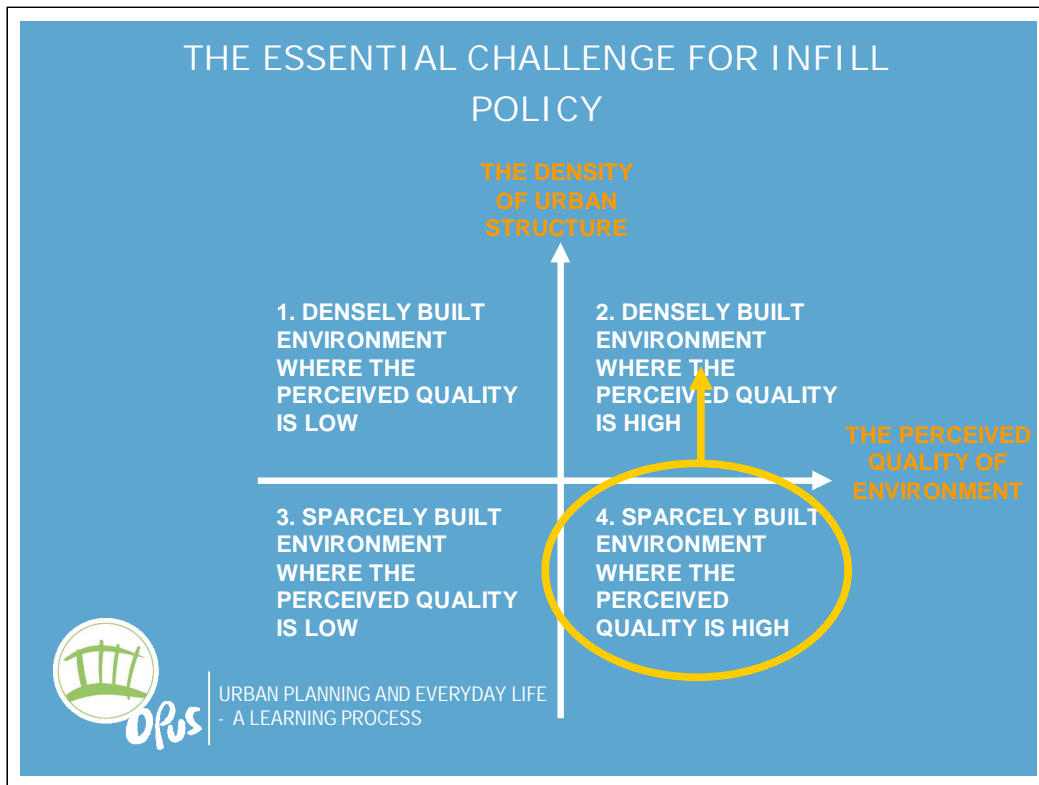 THE ESSENTIAL CHALLENGE FOR INFILL
POLICY
THE DENSITY
OF URBAN
STRUCTURE
1. DENSELY BUILT
ENVIRONMENT
WHERE THE
PERCEIVED QUALITY
IS LOW
2. DENSELY BUILT
ENVIRONMENT
WHERE THE
PERCEIVED QUALITY
IS HIGH
THE PERCEIVED
QUALITY OF
ENVIRONMENT
3. SPARCELY BUILT
ENVIRONMENT
WHERE THE
PERCEIVED QUALITY
IS LOW
4. SPARCELY BUILT
ENVIRONMENT
WHERE THE
PERCEIVED
QUALITY IS HIGH
OPUS
URBAN PLANNING AND EVERYDAY LIFE
- A LEARNING PROCESS